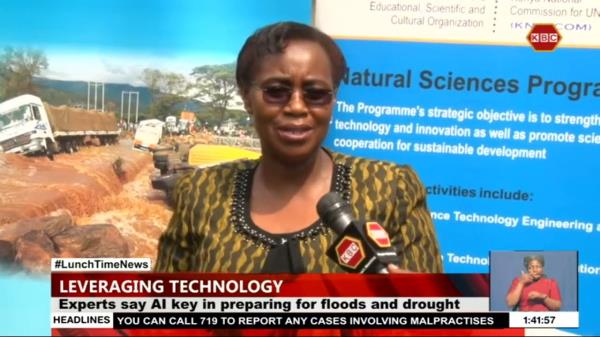 Educational, Scientific and
Cultural Organization
Commission for UN
KBC
Natural Sciences Progra
The Programme's strategic objective is to strength
technology and innovation as well as promote scie
cooperation for sustainable development
ctivities include:
nce Technology Engineering a
KBC
#LunchTimeNews
LEVERAGING TECHNOLOGY
Experts say AI key in preparing for floods and drought
HEADLINES
YOU CAN CALL 719 TO REPORT ANY CASES INVOLVING MALPRACTISES
1:41:57